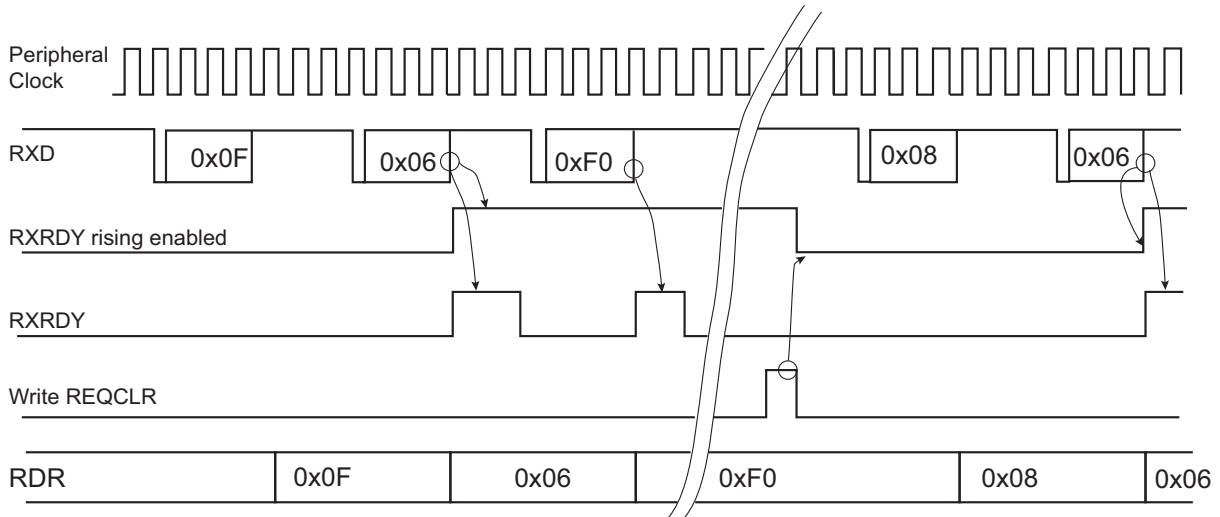 Peripheral
Clock
RXD
0x0F
0x06
0xF0
0x08
0x06
RXRDY rising enabled
RXRDY
Write REQCLR
RDR
0x0F
0x06
0xF0
0x08
0x06